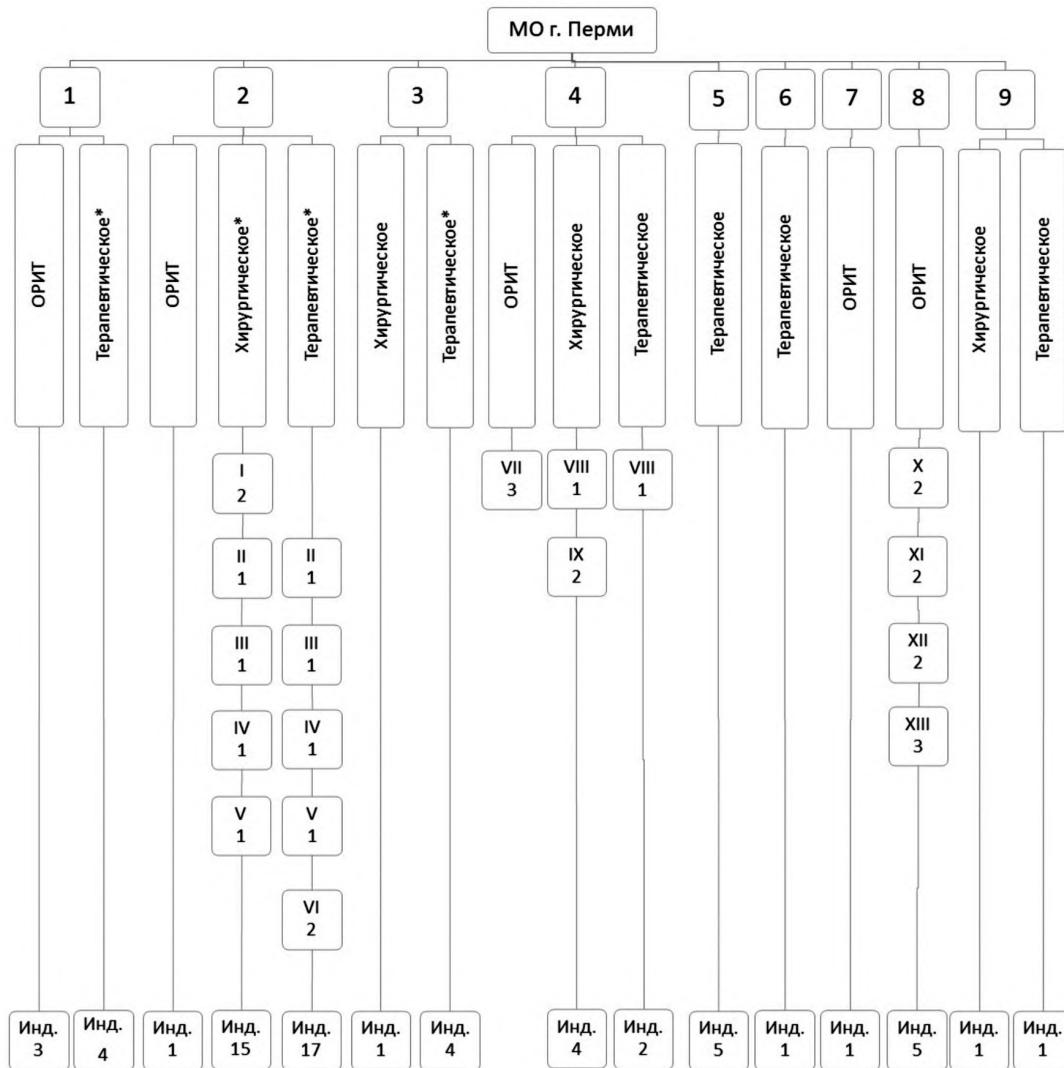 МО г. Перми
1 2 3 4 5 6 7 8 9
ОРИТ
Терапевтическое*
ОРИТ
Хирургическое*
Терапевтическое*
Хирургическое
Терапевтическое*
ОРИТ
Хирургическое
Терапевтическое
Терапевтическое
Терапевтическое
ОРИТ
ОРИТ
Хирургическое
Терапевтическое
I
2
VII VIII VIII X
3 1 1 2
II II IX XI
1 1 2 2
III III XII
1 1 2
IV IV XIII
1 1 3
V V
1 1
VI
2
Инд. Инд. Инд. Инд. Инд. Инд. Инд. Инд. Инд. Инд. Инд. Инд. Инд. Инд. Инд.
3 4 1 15 17 1 4 4 2 5 1 1 5 1 1